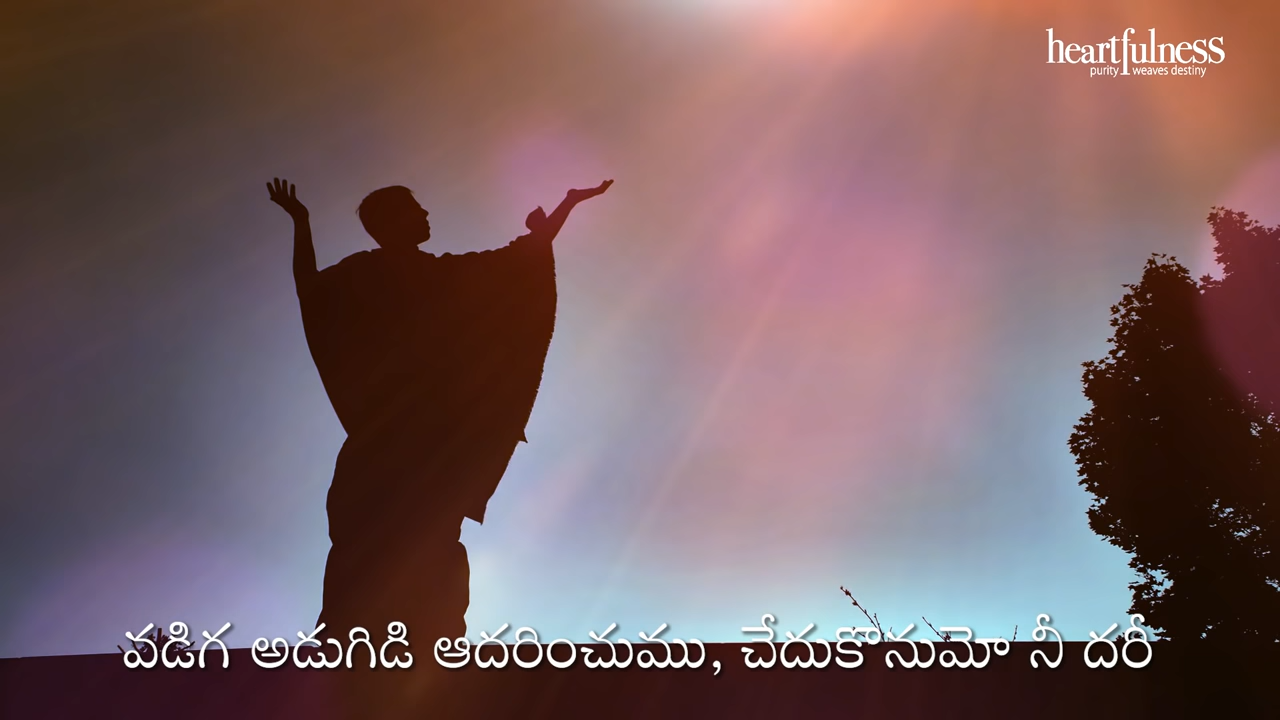 heartfulness
purity weaves destiny
వడిగ అడుగిడి ఆదరించుము, చేదుకొనుమో నీ దరీ